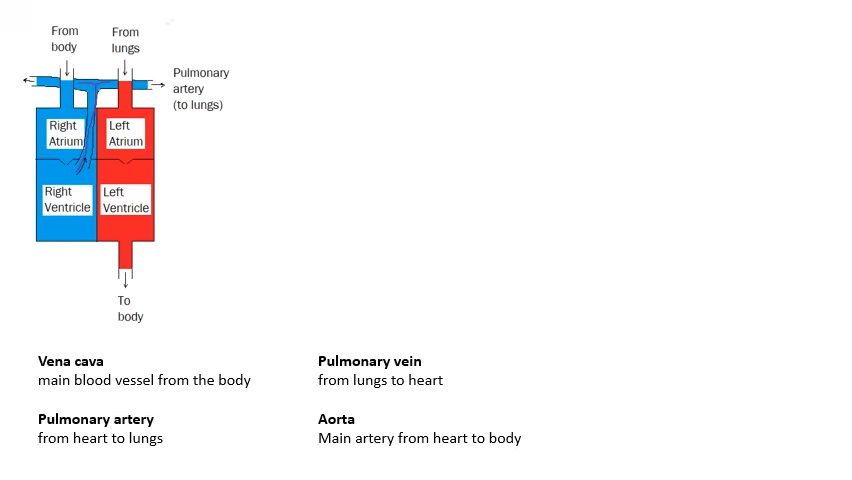 From
body
From
lungs
Pulmonary
artery
(to lungs)
Right
Atrium
Left
Atrium
Right
Ventricle
Left
Ventricle
To
body
Vena cava
main blood vessel from the body
Pulmonary vein
from lungs to heart
Pulmonary artery
from heart to lungs
Aorta
Main artery from heart to body